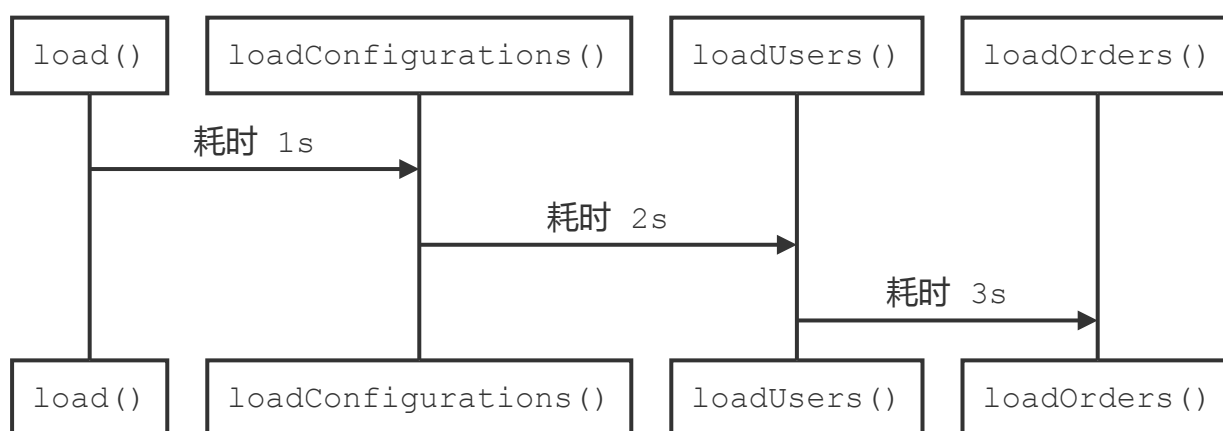 load() loadConfigurations() loadUsers() loadOrders()
耗时 1s
耗时 2s
耗时 3s
load() loadConfigurations() loadUsers() loadOrders()